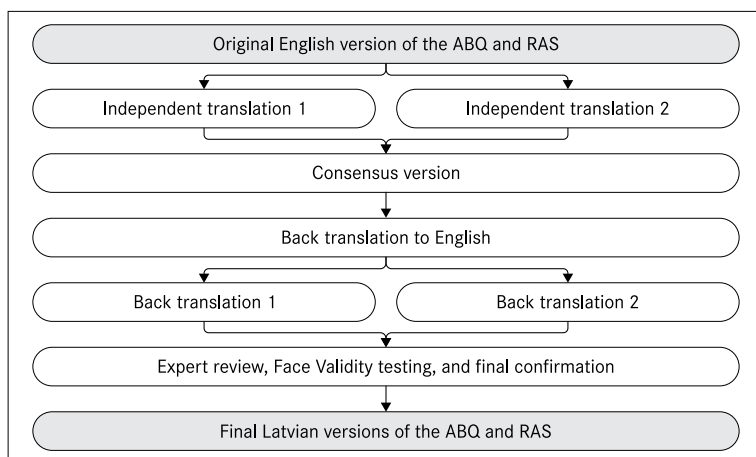 Original English version of the ABQ and RAS
Independent translation 1
Independent translation 2
Consensus version
Back translation to English
Back translation 1
Back translation 2
Expert review, Face Validity testing, and final confirmation
Final Latvian versions of the ABQ and RAS